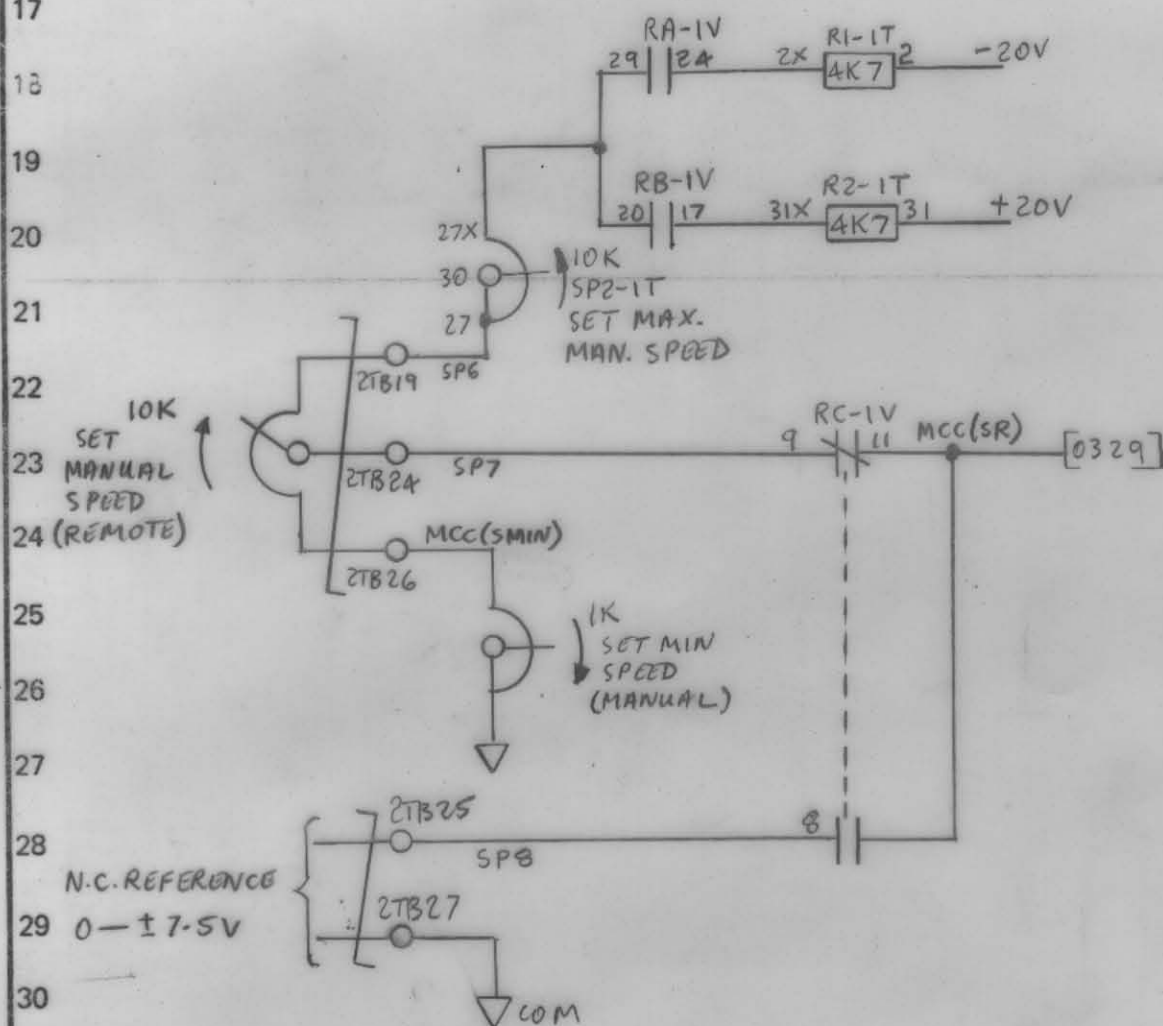 17
18
19
20
21
22
23
24
25
26
27
28
29
30
RA-1V
29
24
2X
R1-1T
4K7
2
-20V
RB-1V
20
17
31X
R2-1T
4K7
31
+20V
27X
30
27
10K
SP2-1T
SET MAX.
MAN. SPEED
2TB19
SP6
10K
SET
MANUAL
SPEED
(REMOTE)
2TB24
SP7
9
RC-1V
11
MCC(SR)
[0329]
2TB26
MCC(SMIN)
1K
SET MIN
SPEED
(MANUAL)
N.C. REFERENCE
0-±7.5V
2TB25
SP8
8
2TB27
COM